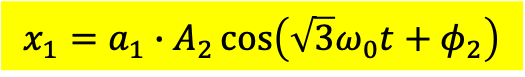 x₁ = a₁ · A₂ cos(√3ω₀t + ϕ₂)